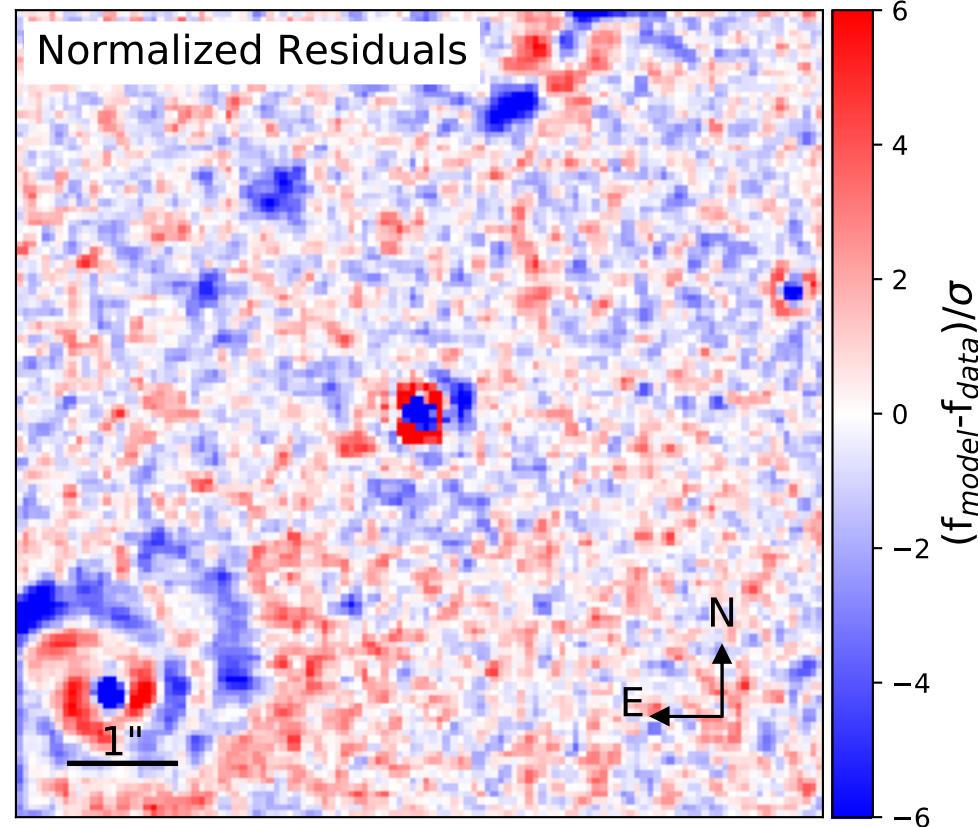 Normalized Residuals
6
4
2
0
−2
−4
−6
(f_model-f_data)/σ
N
E
1"